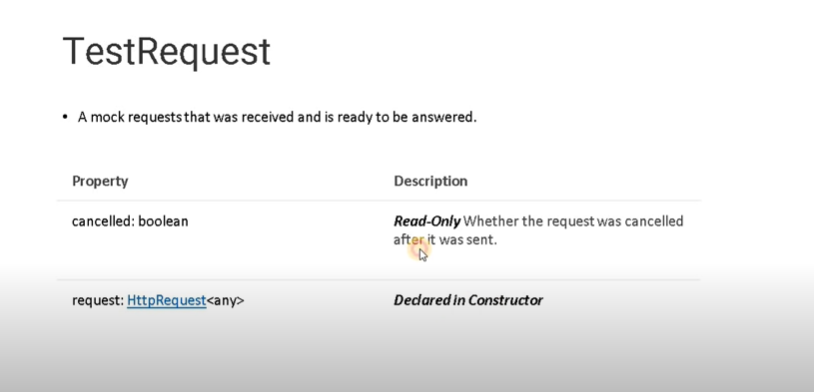 TestRequest
• A mock requests that was received and is ready to be answered.
Property Description
cancelled: boolean Read-Only Whether the request was cancelled
after it was sent.
request: HttpRequest<any> Declared in Constructor